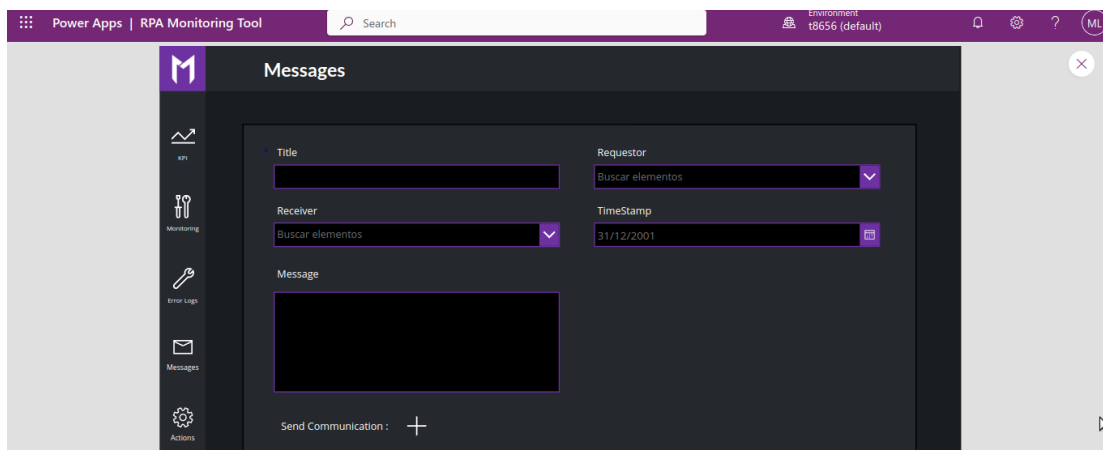 Power Apps | RPA Monitoring Tool
Search
Environment
t8656 (default)
?
ML
M
Messages
KPI
Monitoring
Error Logs
Messages
Actions
* Title
Requestor
Buscar elementos
Receiver
Buscar elementos
TimeStamp
31/12/2001
Message
Send Communication :